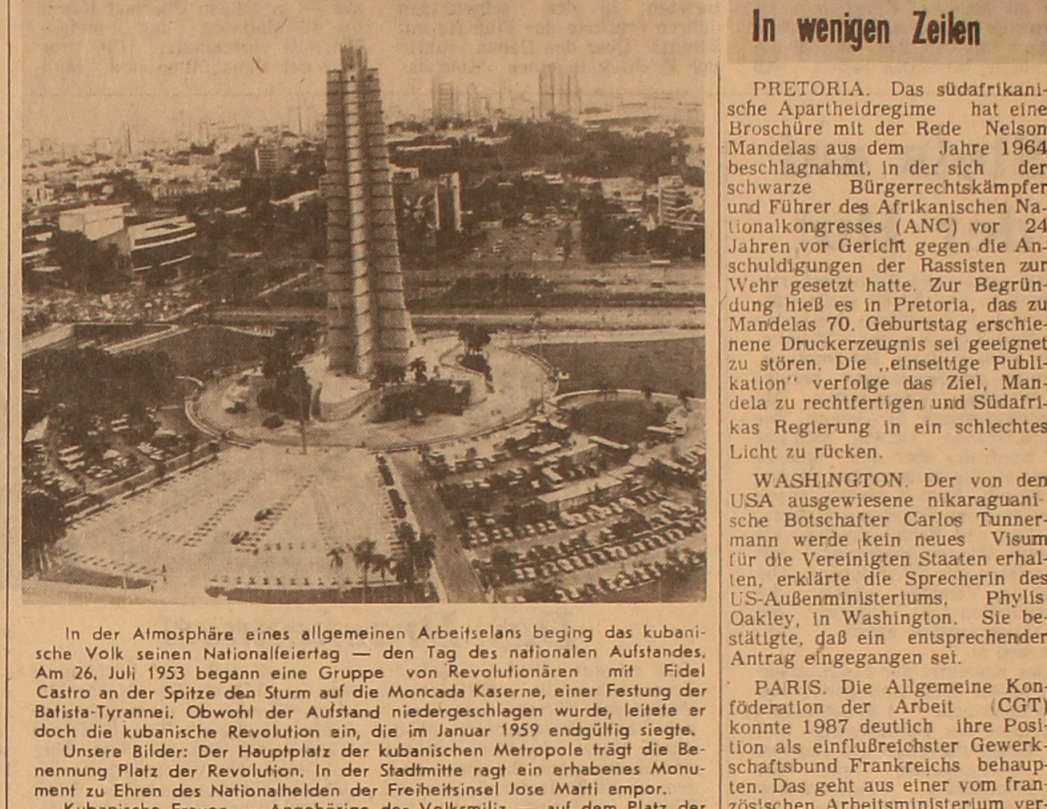 In der Atmosphäre eines allgemeinen Arbeitselans beging das kubani-
sche Volk seinen Nationalfeiertag — den Tag des nationalen Aufstandes.
Am 26. Juli 1953 begann eine Gruppe von Revolutionären mit Fidel
Castro an der Spitze den Sturm auf die Moncada Kaserne, einer Festung der
Batista-Tyrannei. Obwohl der Aufstand niedergeschlagen wurde, leitete er
doch die kubanische Revolution ein, die im Januar 1959 endgültig siegte.
Unsere Bilder: Der Hauptplatz der kubanischen Metropole trägt die Be-
nennung Platz der Revolution. In der Stadtmitte ragt ein erhabenes Monu-
ment zu Ehren des Nationalhelden der Freiheitsinsel Jose Marti empor.
Kubanische Frauen — Angehörige der Volksmiliz — auf dem Platz der
In wenigen Zeilen
PRETORIA. Das südafrikani-
sche Apartheidregime hat eine
Broschüre mit der Rede Nelson
Mandelas aus dem Jahre 1964
beschlagnahmt, in der sich der
schwarze Bürgerrechtskämpfer
und Führer des Afrikanischen Na-
tionalkongresses (ANC) vor 24
Jahren vor Gericht gegen die An-
schuldigungen der Rassisten zur
Wehr gesetzt hatte. Zur Begrün-
dung hieß es in Pretoria, das zu
Mandelas 70. Geburtstag erschie-
nene Druckerzeugnis sei geeignet
zu stören. Die „einseitige Publi-
kation" verfolge das Ziel, Man-
dela zu rechtfertigen und Südafri-
kas Regierung in ein schlechtes
Licht zu rücken.
WASHINGTON. Der von den
USA ausgewiesene nikaraguani-
sche Botschafter Carlos Tunner-
mann werde kein neues Visum
für die Vereinigten Staaten erhal-
ten, erklärte die Sprecherin des
US-Außenministeriums, Phylis
Oakley, in Washington. Sie be-
stätigte, daß ein entsprechender
Antrag eingegangen sei.
PARIS. Die Allgemeine Kon-
föderation der Arbeit (CGT)
konnte 1987 deutlich ihre Posi-
tion als einflußreichster Gewerk-
schaftsbund Frankreichs behaup-
ten. Das geht aus einer vom fran-
zösischen Arbeitsministerium ver